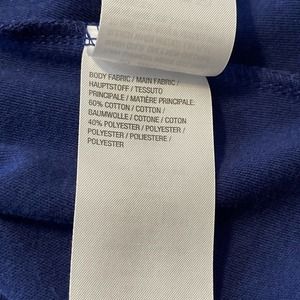 BODY FABRIC / MAIN FABRIC /
HAUPTSTOFF / TESSUTO
PRINCIPALE / MATIÈRE PRINCIPALE:
60% COTTON / COTTON /
BAUMWOLLE / COTONE / COTON
40% POLYESTER / POLYESTER /
POLYESTER / POLIESTERE /
POLYESTER